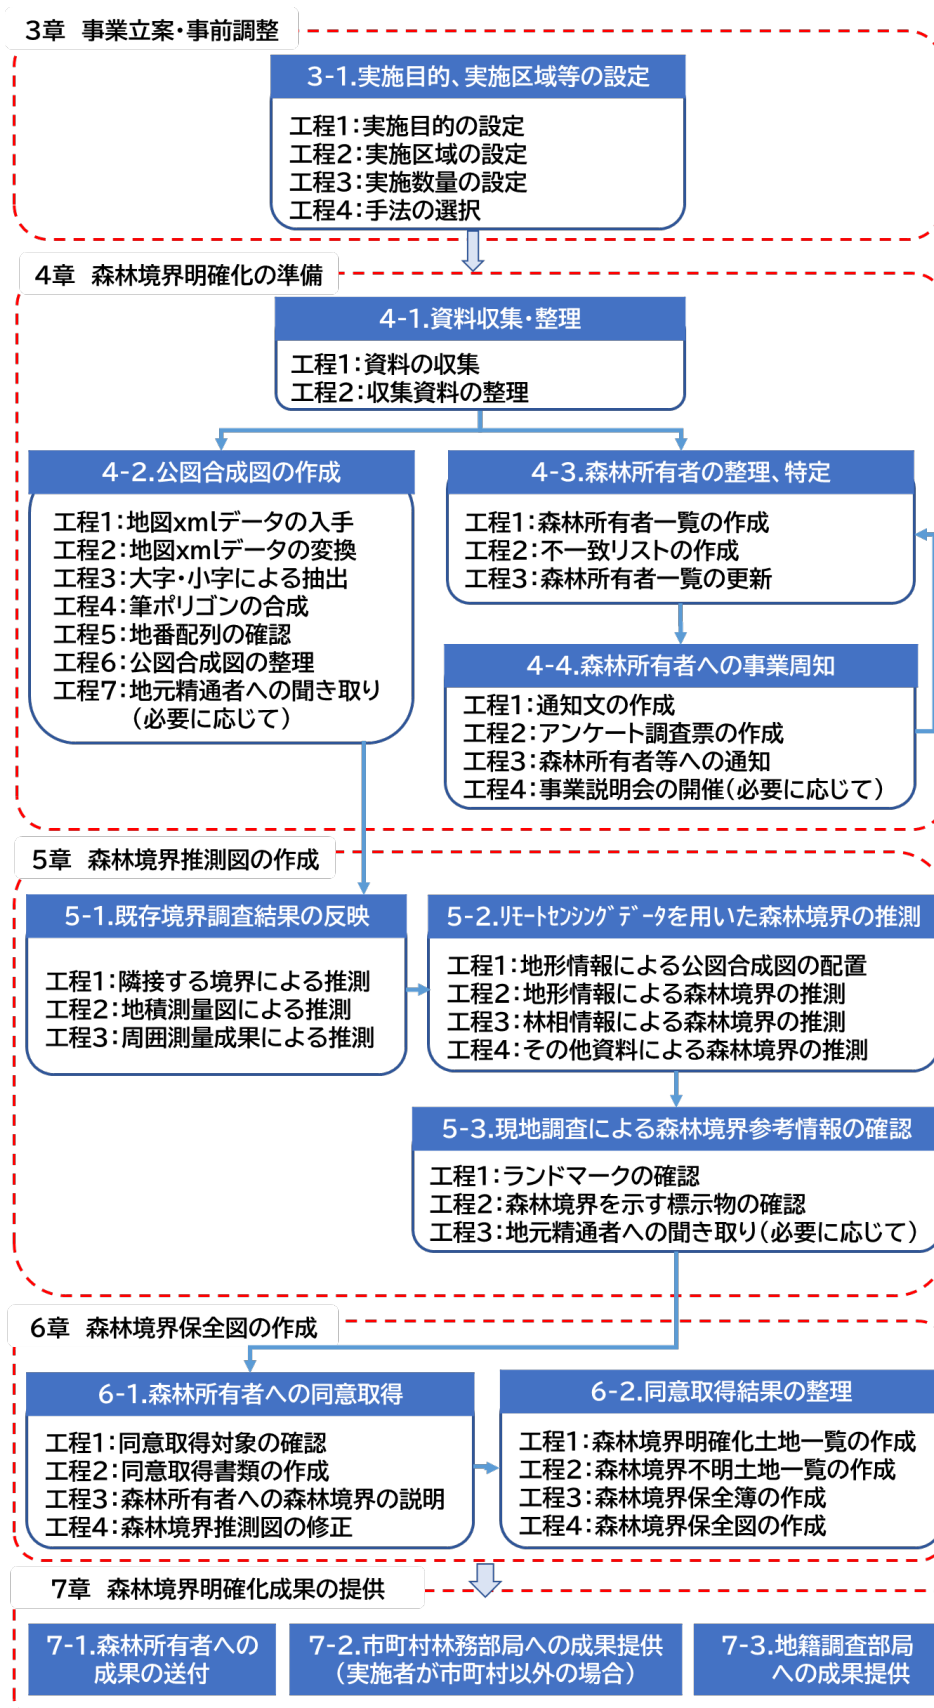 3章 事業立案・事前調整
3-1.実施目的、実施区域等の設定
工程1：実施目的の設定
工程2：実施区域の設定
工程3：実施数量の設定
工程4：手法の選択
4章 森林境界明確化の準備
4-1.資料収集・整理
工程1：資料の収集
工程2：収集資料の整理
4-2.公図合成図の作成
工程1：地図xmlデータの入手
工程2：地図xmlデータの変換
工程3：大字・小字による抽出
工程4：筆ポリゴンの合成
工程5：地番配列の確認
工程6：公図合成図の整理
工程7：地元精通者への聞き取り
（必要に応じて）
4-3.森林所有者の整理、特定
工程1：森林所有者一覧の作成
工程2：不一致リストの作成
工程3：森林所有者一覧の更新
4-4.森林所有者への事業周知
工程1：通知文の作成
工程2：アンケート調査票の作成
工程3：森林所有者等への通知
工程4：事業説明会の開催（必要に応じて）
5章 森林境界推測図の作成
5-1.既存境界調査結果の反映
工程1：隣接する境界による推測
工程2：地積測量図による推測
工程3：周囲測量成果による推測
5-2.ﾘﾓｰﾄｾﾝｼﾝｸﾞﾃﾞｰﾀを用いた森林境界の推測
工程1：地形情報による公図合成図の配置
工程2：地形情報による森林境界の推測
工程3：林相情報による森林境界の推測
工程4：その他資料による森林境界の推測
5-3.現地調査による森林境界参考情報の確認
工程1：ランドマークの確認
工程2：森林境界を示す標示物の確認
工程3：地元精通者への聞き取り（必要に応じて）
6章 森林境界保全図の作成
6-1.森林所有者への同意取得
工程1：同意取得対象の確認
工程2：同意取得書類の作成
工程3：森林所有者への森林境界の説明
工程4：森林境界推測図の修正
6-2.同意取得結果の整理
工程1：森林境界明確化土地一覧の作成
工程2：森林境界不明土地一覧の作成
工程3：森林境界保全簿の作成
工程4：森林境界保全図の作成
7章 森林境界明確化成果の提供
7-1.森林所有者への
成果の送付
7-2.市町村林務部局への成果提供
（実施者が市町村以外の場合）
7-3.地籍調査部局
への成果提供